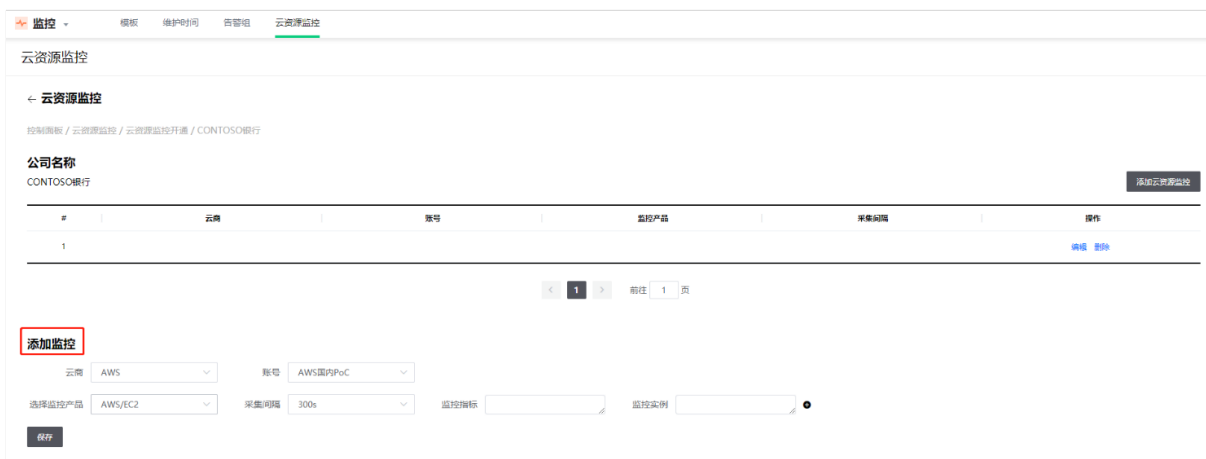 监控 模板 维护时间 告警组 云资源监控
云资源监控
← 云资源监控
控制面板 / 云资源监控 / 云资源监控开通 / CONTOSO银行
公司名称
CONTOSO银行
添加云资源监控
# 云商 账号 监控产品 采集间隔 操作
1 编辑 删除
< 1 > 前往 1 页
添加监控
云商 AWS 账号 AWS国内PoC
选择监控产品 AWS/EC2 采集间隔 300s 监控指标 监控实例
保存